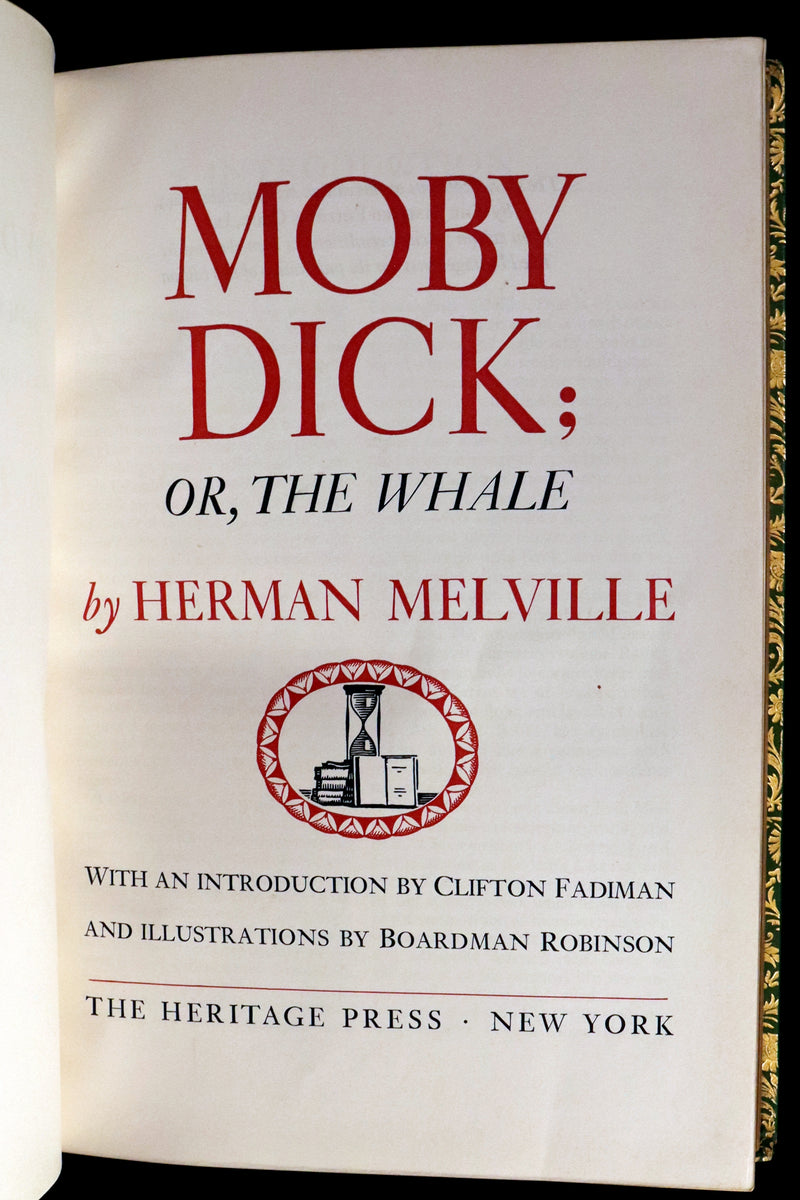 MOBY
DICK;
OR, THE WHALE
by HERMAN MELVILLE
WITH AN INTRODUCTION BY CLIFTON FADIMAN
AND ILLUSTRATIONS BY BOARDMAN ROBINSON
THE HERITAGE PRESS · NEW YORK